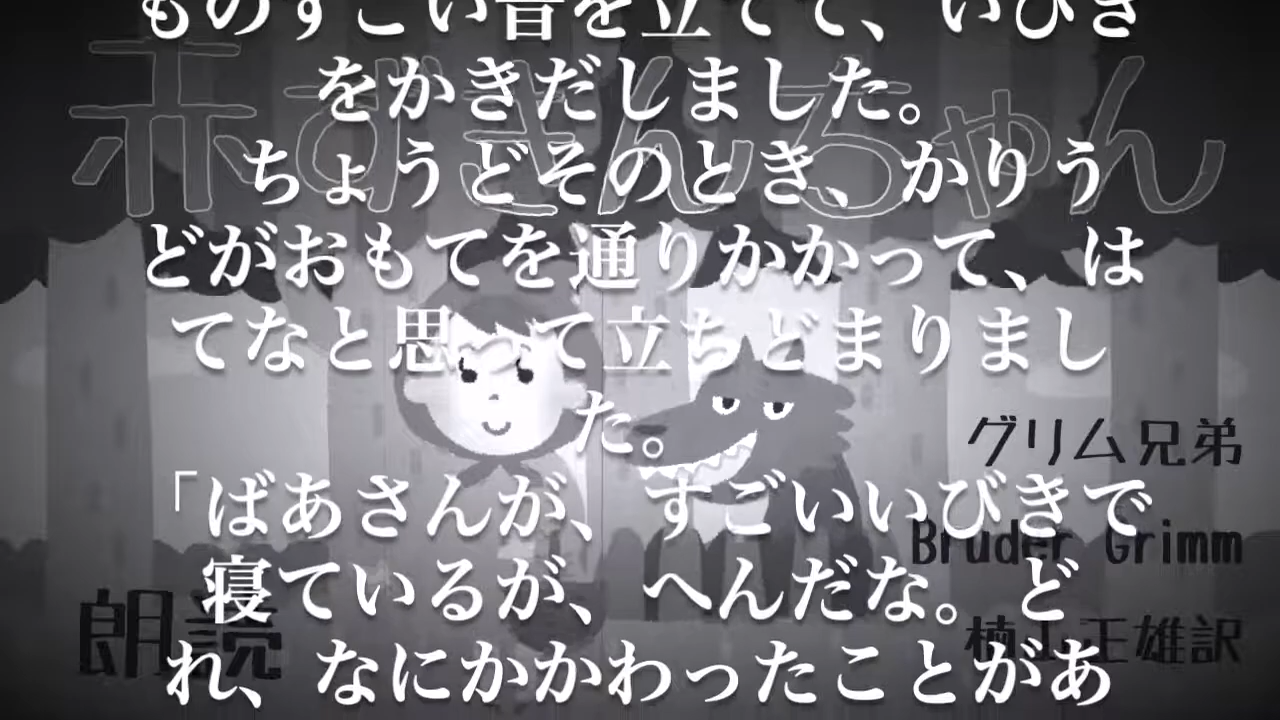 ものすごい音を立てて、いびき
をかきだしました。
ちょうどそのとき、かりう
どがおもてを通りかかって、は
てなと思って立ちどまりまし
た。
「ばあさんが、すごいいびきで
寝ているが、へんだな。ど
れ、なにかかわったことがあ
赤ずきんちゃん
グリム兄弟
Bruder Grimm
楠山正雄訳
朗読